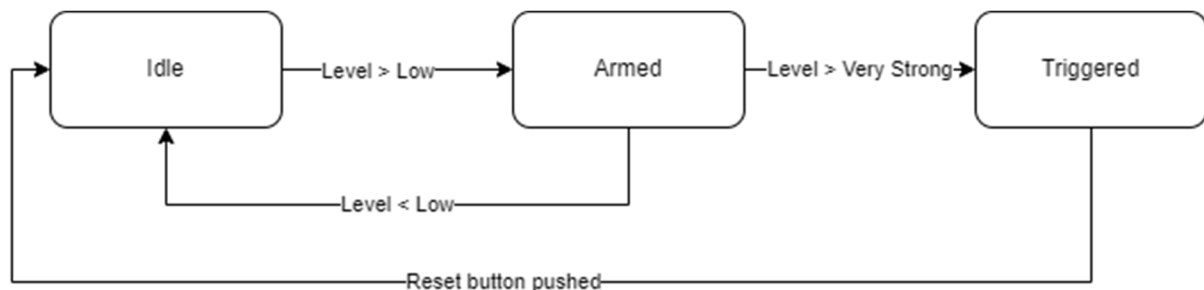 Idle
Level > Low
Armed
Level > Very Strong
Triggered
Level < Low
Reset button pushed